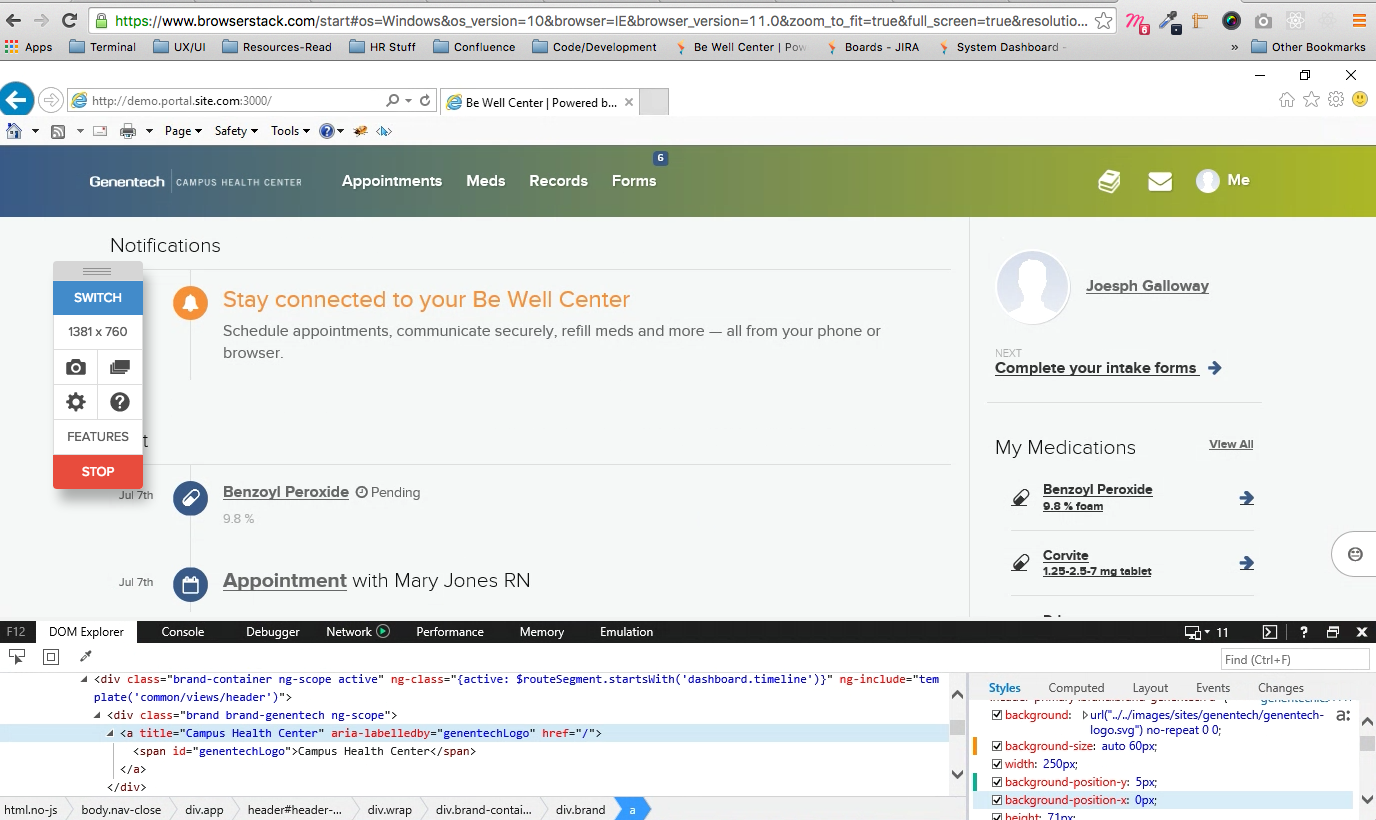 https://www.browserstack.com/start#os=Windows&os_version=10&browser=IE&browser_version=11.0&zoom_to_fit=true&full_screen=true&resolutio...
6
Apps Terminal UX/UI Resources-Read HR Stuff Confluence Code/Development Be Well Center | Pow Boards - JIRA System Dashboard - » Other Bookmarks
http://demo.portal.site.com:3000/
Be Well Center | Powered b...
Page Safety Tools
6
Genentech CAMPUS HEALTH CENTER Appointments Meds Records Forms Me
Notifications
SWITCH
1381 x 760
FEATURES
STOP
Stay connected to your Be Well Center
Schedule appointments, communicate securely, refill meds and more — all from your phone or
browser.
t
Jul 7th
Benzoyl Peroxide Pending
9.8 %
Jul 7th
Appointment with Mary Jones RN
Joesph Galloway
NEXT
Complete your intake forms
My Medications View All
Benzoyl Peroxide
9.8 % foam
Corvite
1.25-2.5-7 mg tablet
F12 DOM Explorer Console Debugger Network Performance Memory Emulation 11 ?
Find (Ctrl+F)
<div class="brand-container ng-scope active" ng-class="{active: $routeSegment.startsWith('dashboard.timeline')}" ng-include="tem
plate('common/views/header')">
<div class="brand brand-genentech ng-scope">
<a title="Campus Health Center" aria-labelledby="genentechLogo" href="/">
<span id="genentechLogo">Campus Health Center</span>
</a>
</div>
html.no-js body.nav-close div.app header#header-... div.wrap div.brand-contai... div.brand a
Styles Computed Layout Events Changes
background: url("../../images/sites/genentech/genentech-
logo.svg") no-repeat 0 0;
a:
background-size: auto 60px;
width: 250px;
background-position-y: 5px;
background-position-x: 0px;
height: 71px;